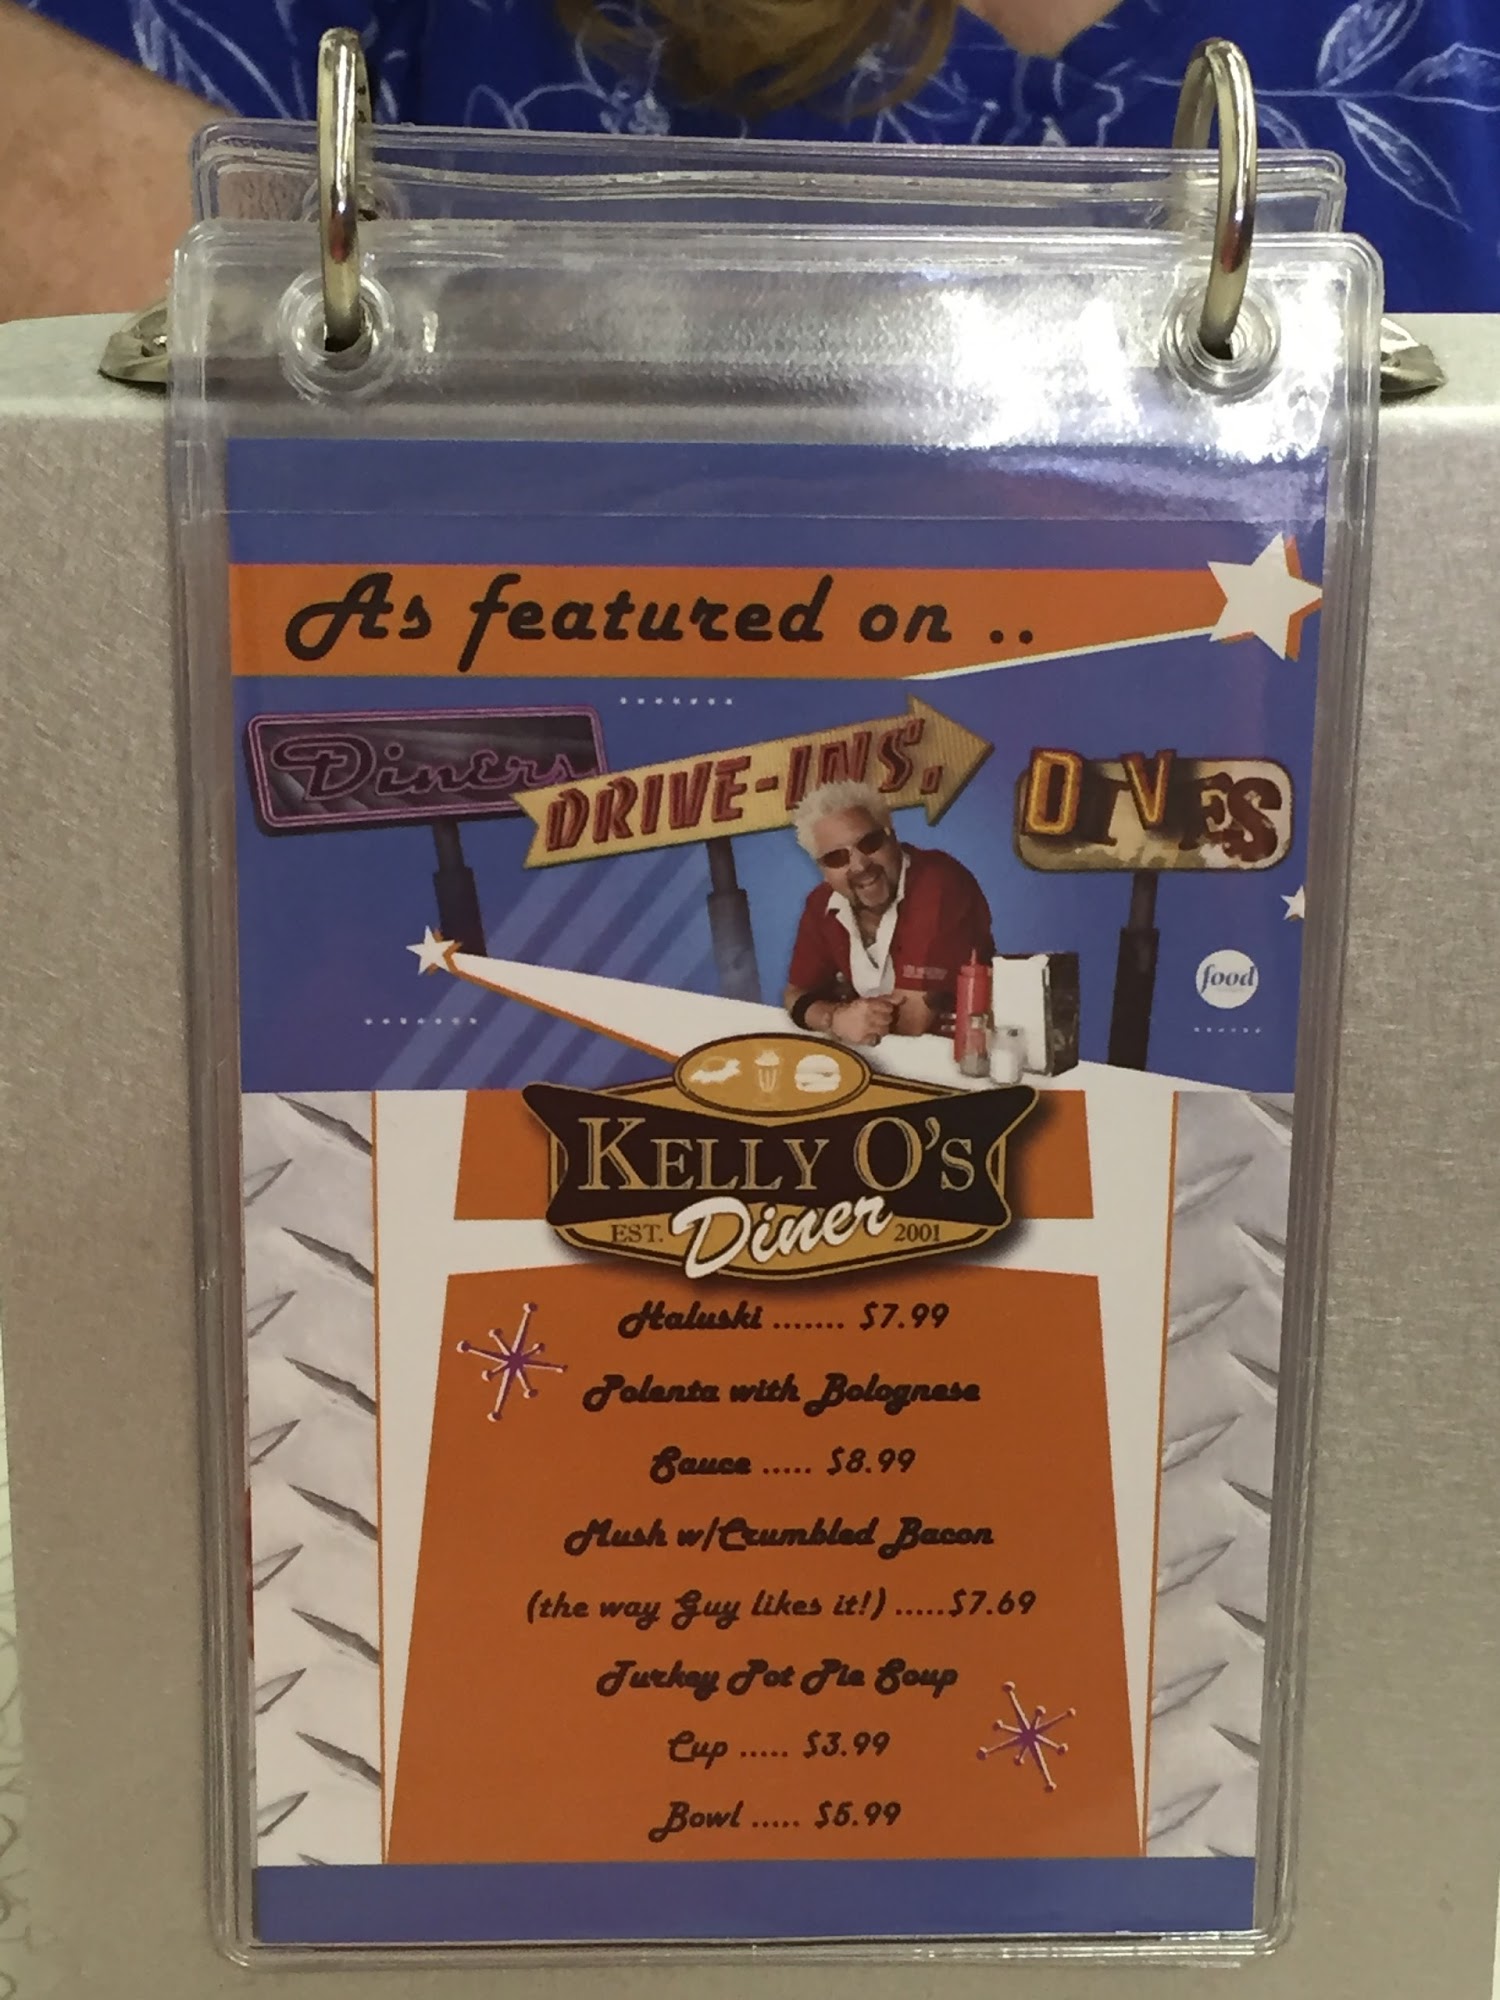 As featured on ..
Diners
DRIVE-INS,
DIVES
food
KELLY O'S
EST. Diner 2001
Haluski ....... $7.99
Polenta with Bolognese
Sauce ..... $8.99
Mush w/Crumbled Bacon
(the way Guy likes it!) .....$7.69
Turkey Pot Pie Soup
Cup ..... $3.99
Bowl ..... $5.99